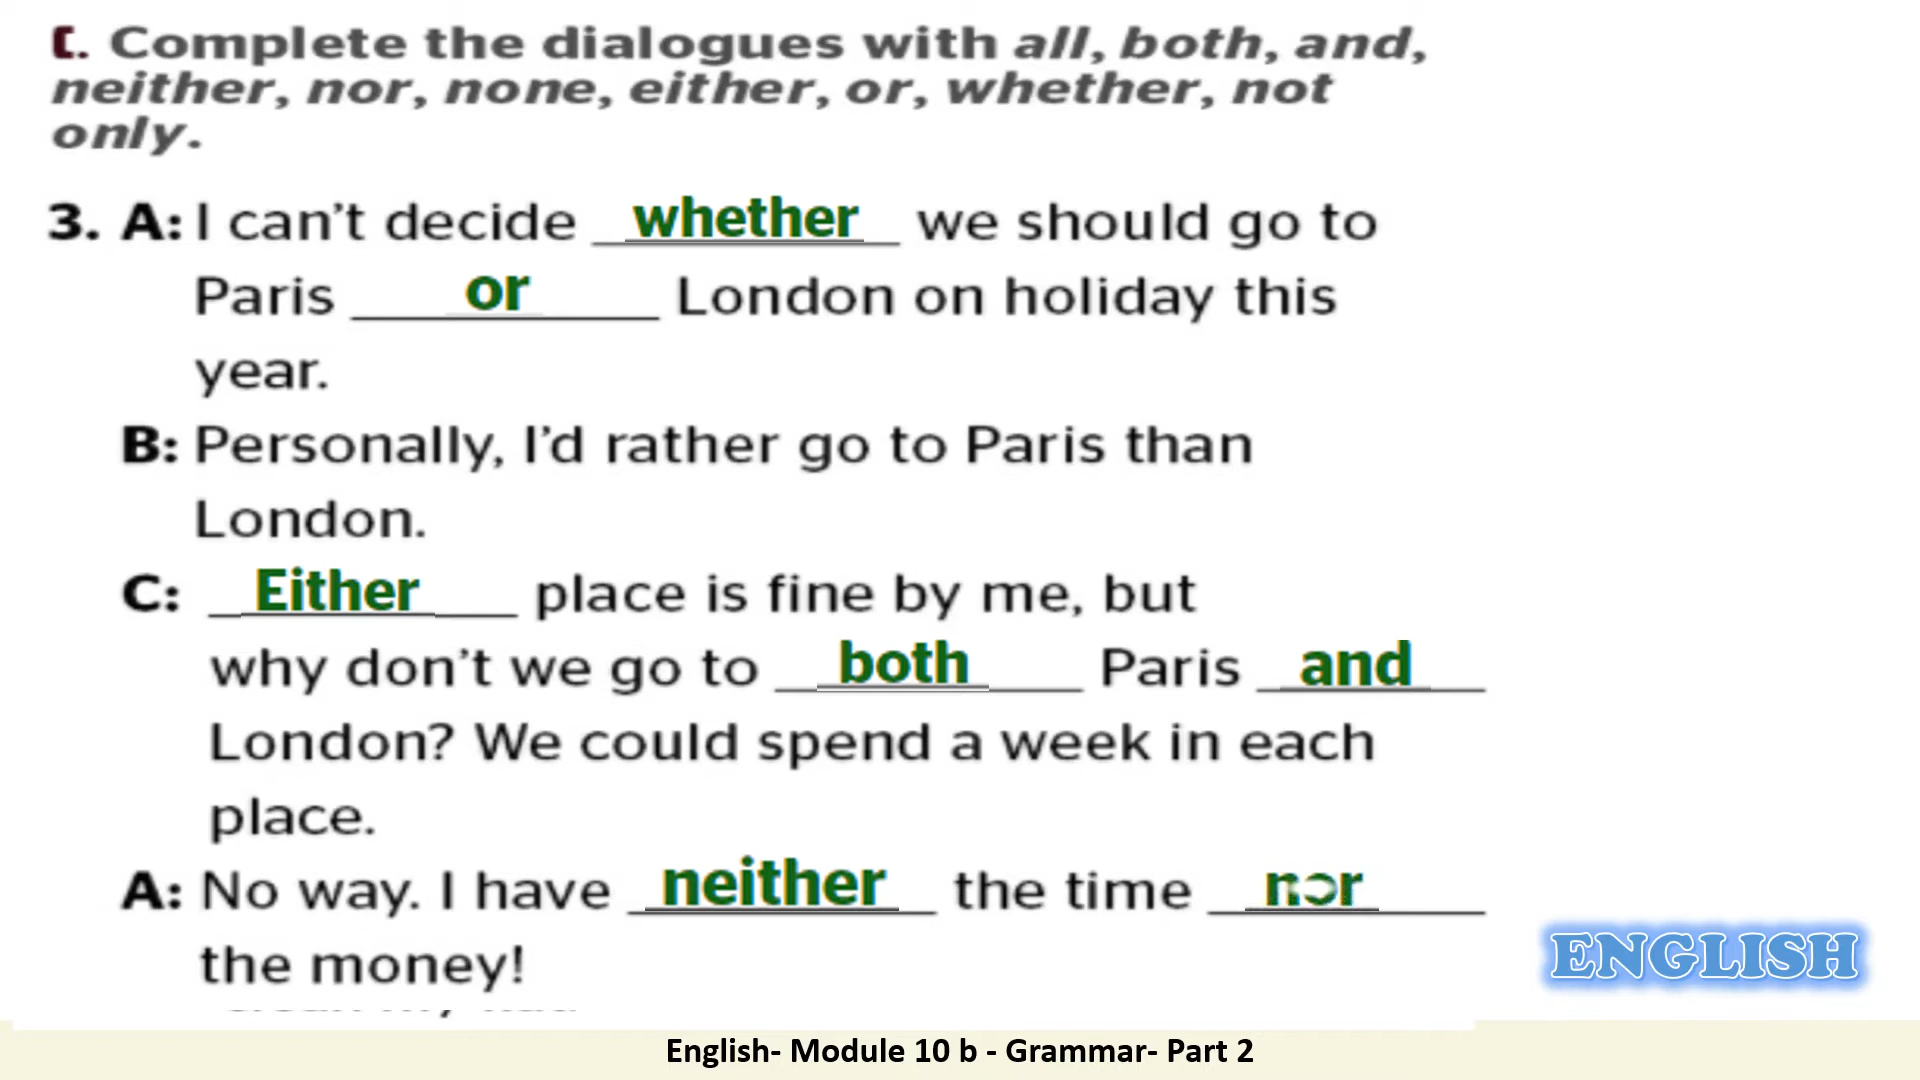 C. Complete the dialogues with all, both, and,
neither, nor, none, either, or, whether, not
only.
3. A: I can't decide whether we should go to
Paris or London on holiday this
year.
B: Personally, I'd rather go to Paris than
London.
C: Either place is fine by me, but
why don't we go to both Paris and
London? We could spend a week in each
place.
A: No way. I have neither the time nor
the money!
ENGLISH
English- Module 10 b - Grammar- Part 2